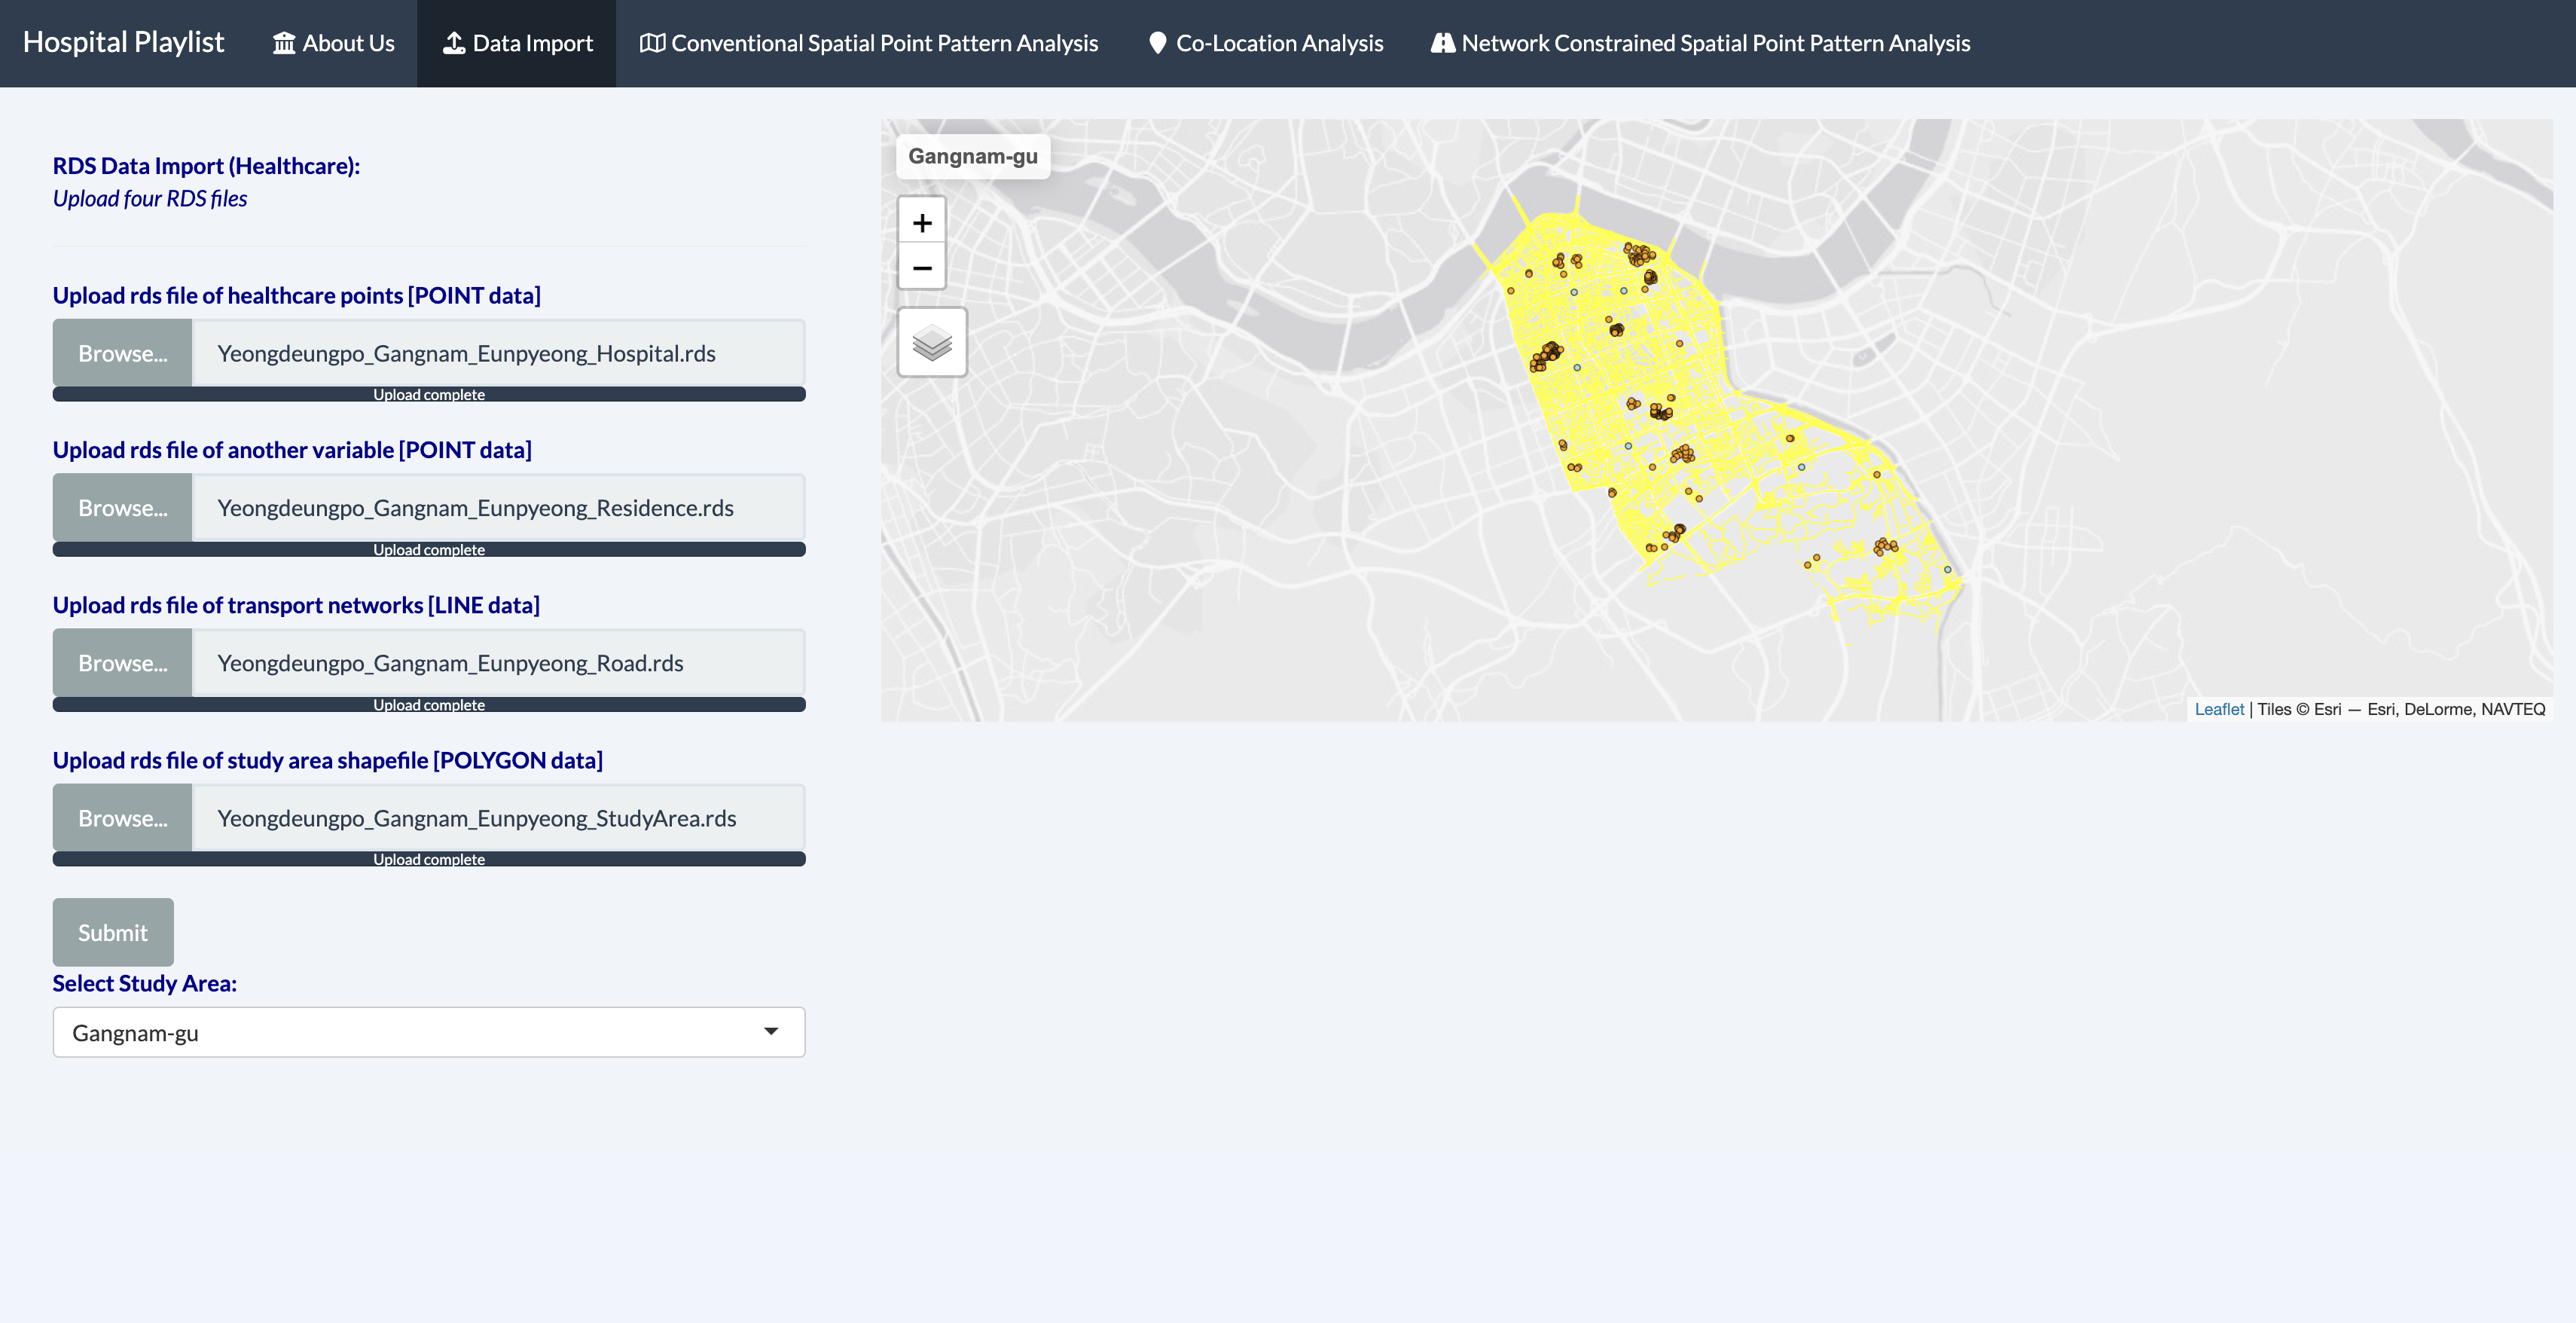 Hospital Playlist
About Us
Data Import
Conventional Spatial Point Pattern Analysis
Co-Location Analysis
Network Constrained Spatial Point Pattern Analysis
RDS Data Import (Healthcare):
Upload four RDS files
Upload rds file of healthcare points [POINT data]
Browse... Yeongdeungpo_Gangnam_Eunpyeong_Hospital.rds
Upload complete
Upload rds file of another variable [POINT data]
Browse... Yeongdeungpo_Gangnam_Eunpyeong_Residence.rds
Upload complete
Upload rds file of transport networks [LINE data]
Browse... Yeongdeungpo_Gangnam_Eunpyeong_Road.rds
Upload complete
Upload rds file of study area shapefile [POLYGON data]
Browse... Yeongdeungpo_Gangnam_Eunpyeong_StudyArea.rds
Upload complete
Submit
Select Study Area:
Gangnam-gu
Gangnam-gu
+
−
Leaflet | Tiles © Esri — Esri, DeLorme, NAVTEQ